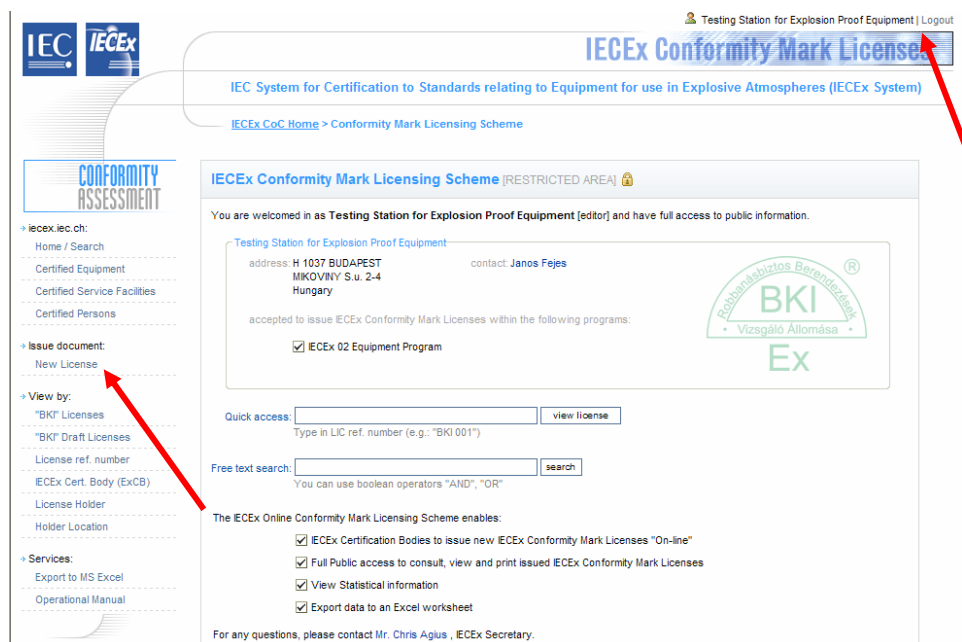 Testing Station for Explosion Proof Equipment | Logout
IEC IECEx
IECEx Conformity Mark Licenses
IEC System for Certification to Standards relating to Equipment for use in Explosive Atmospheres (IECEx System)
IECEx CoC Home > Conformity Mark Licensing Scheme
CONFORMITY
ASSESSMENT
iecex.iec.ch:
Home / Search
Certified Equipment
Certified Service Facilities
Certified Persons
Issue document:
New License
View by:
"BKI" Licenses
"BKI" Draft Licenses
License ref. number
IECEx Cert. Body (ExCB)
License Holder
Holder Location
Services:
Export to MS Excel
Operational Manual
IECEx Conformity Mark Licensing Scheme [RESTRICTED AREA]
You are welcomed in as Testing Station for Explosion Proof Equipment [editor] and have full access to public information.
Testing Station for Explosion Proof Equipment
address: H 1037 BUDAPEST contact: Janos Fejes
MIKOVINY S.u. 2-4
Hungary
accepted to issue IECEx Conformity Mark Licenses within the following programs:
IECEx 02 Equipment Program
Robbanásbiztos Berendezések ®
BKI
• Vizsgáló Állomása •
Ex
Quick access: view license
Type in LIC ref. number (e.g.: "BKI 001")
Free text search: search
You can use boolean operators "AND", "OR"
The IECEx Online Conformity Mark Licensing Scheme enables:
IECEx Certification Bodies to issue new IECEx Conformity Mark Licenses "On-line"
Full Public access to consult, view and print issued IECEx Conformity Mark Licenses
View Statistical information
Export data to an Excel worksheet
For any questions, please contact Mr. Chris Agius , IECEx Secretary.